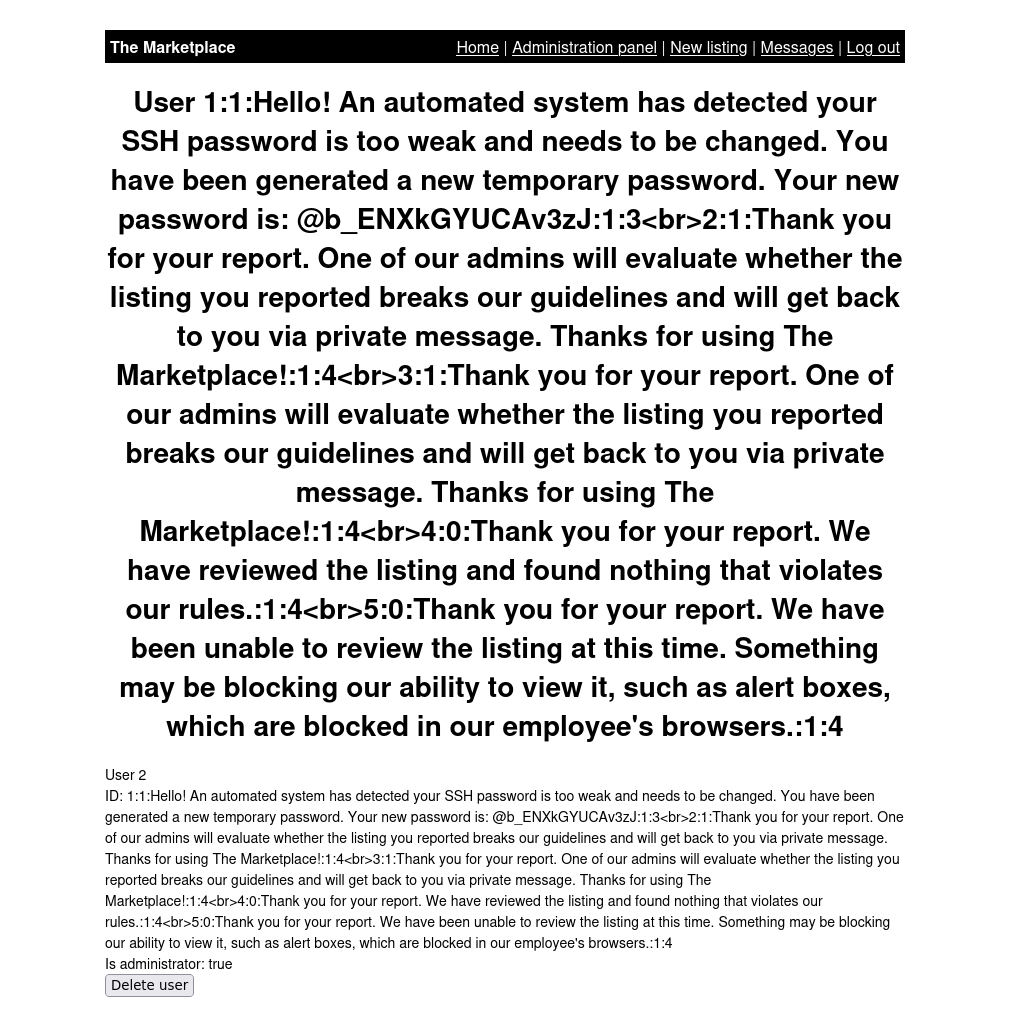 The Marketplace
Home | Administration panel | New listing | Messages | Log out
User 1:1:Hello! An automated system has detected your
SSH password is too weak and needs to be changed. You
have been generated a new temporary password. Your new
password is: @b_ENXkGYUCAv3zJ:1:3<br>2:1:Thank you
for your report. One of our admins will evaluate whether the
listing you reported breaks our guidelines and will get back
to you via private message. Thanks for using The
Marketplace!:1:4<br>3:1:Thank you for your report. One of
our admins will evaluate whether the listing you reported
breaks our guidelines and will get back to you via private
message. Thanks for using The
Marketplace!:1:4<br>4:0:Thank you for your report. We
have reviewed the listing and found nothing that violates
our rules.:1:4<br>5:0:Thank you for your report. We have
been unable to review the listing at this time. Something
may be blocking our ability to view it, such as alert boxes,
which are blocked in our employee's browsers.:1:4
User 2
ID: 1:1:Hello! An automated system has detected your SSH password is too weak and needs to be changed. You have been
generated a new temporary password. Your new password is: @b_ENXkGYUCAv3zJ:1:3<br>2:1:Thank you for your report. One
of our admins will evaluate whether the listing you reported breaks our guidelines and will get back to you via private message.
Thanks for using The Marketplace!:1:4<br>3:1:Thank you for your report. One of our admins will evaluate whether the listing you
reported breaks our guidelines and will get back to you via private message. Thanks for using The
Marketplace!:1:4<br>4:0:Thank you for your report. We have reviewed the listing and found nothing that violates our
rules.:1:4<br>5:0:Thank you for your report. We have been unable to review the listing at this time. Something may be blocking
our ability to view it, such as alert boxes, which are blocked in our employee's browsers.:1:4
Is administrator: true
Delete user